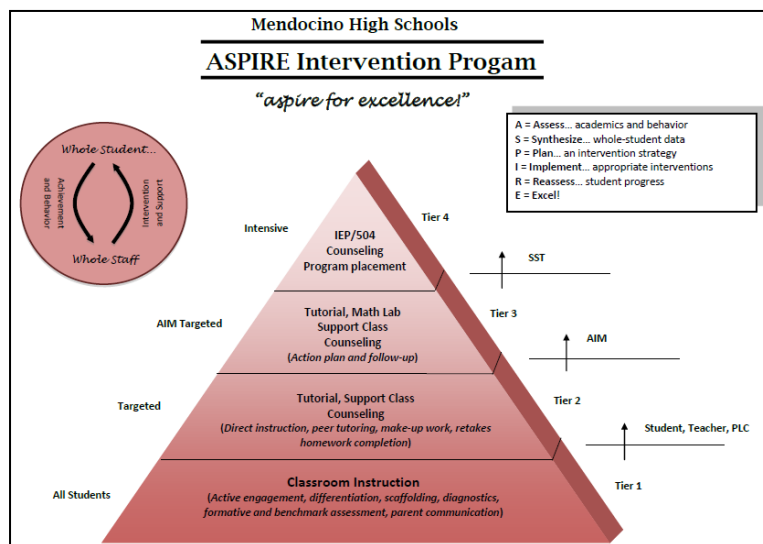 Mendocino High Schools
ASPIRE Intervention Progam
"aspire for excellence!"
A = Assess... academics and behavior
S = Synthesize... whole-student data
P = Plan... an intervention strategy
I = Implement... appropriate interventions
R = Reassess... student progress
E = Excel!
Whole Student...
Achievement
and Behavior
Intervention
and Support
Whole Staff
Intensive
IEP/504
Counseling
Program placement
Tier 4
SST
AIM Targeted
Tutorial, Math Lab
Support Class
Counseling
(Action plan and follow-up)
Tier 3
AIM
Targeted
Tutorial, Support Class
Counseling
(Direct instruction, peer tutoring, make-up work, retakes
homework completion)
Tier 2
Student, Teacher, PLC
All Students
Classroom Instruction
(Active engagement, differentiation, scaffolding, diagnostics,
formative and benchmark assessment, parent communication)
Tier 1